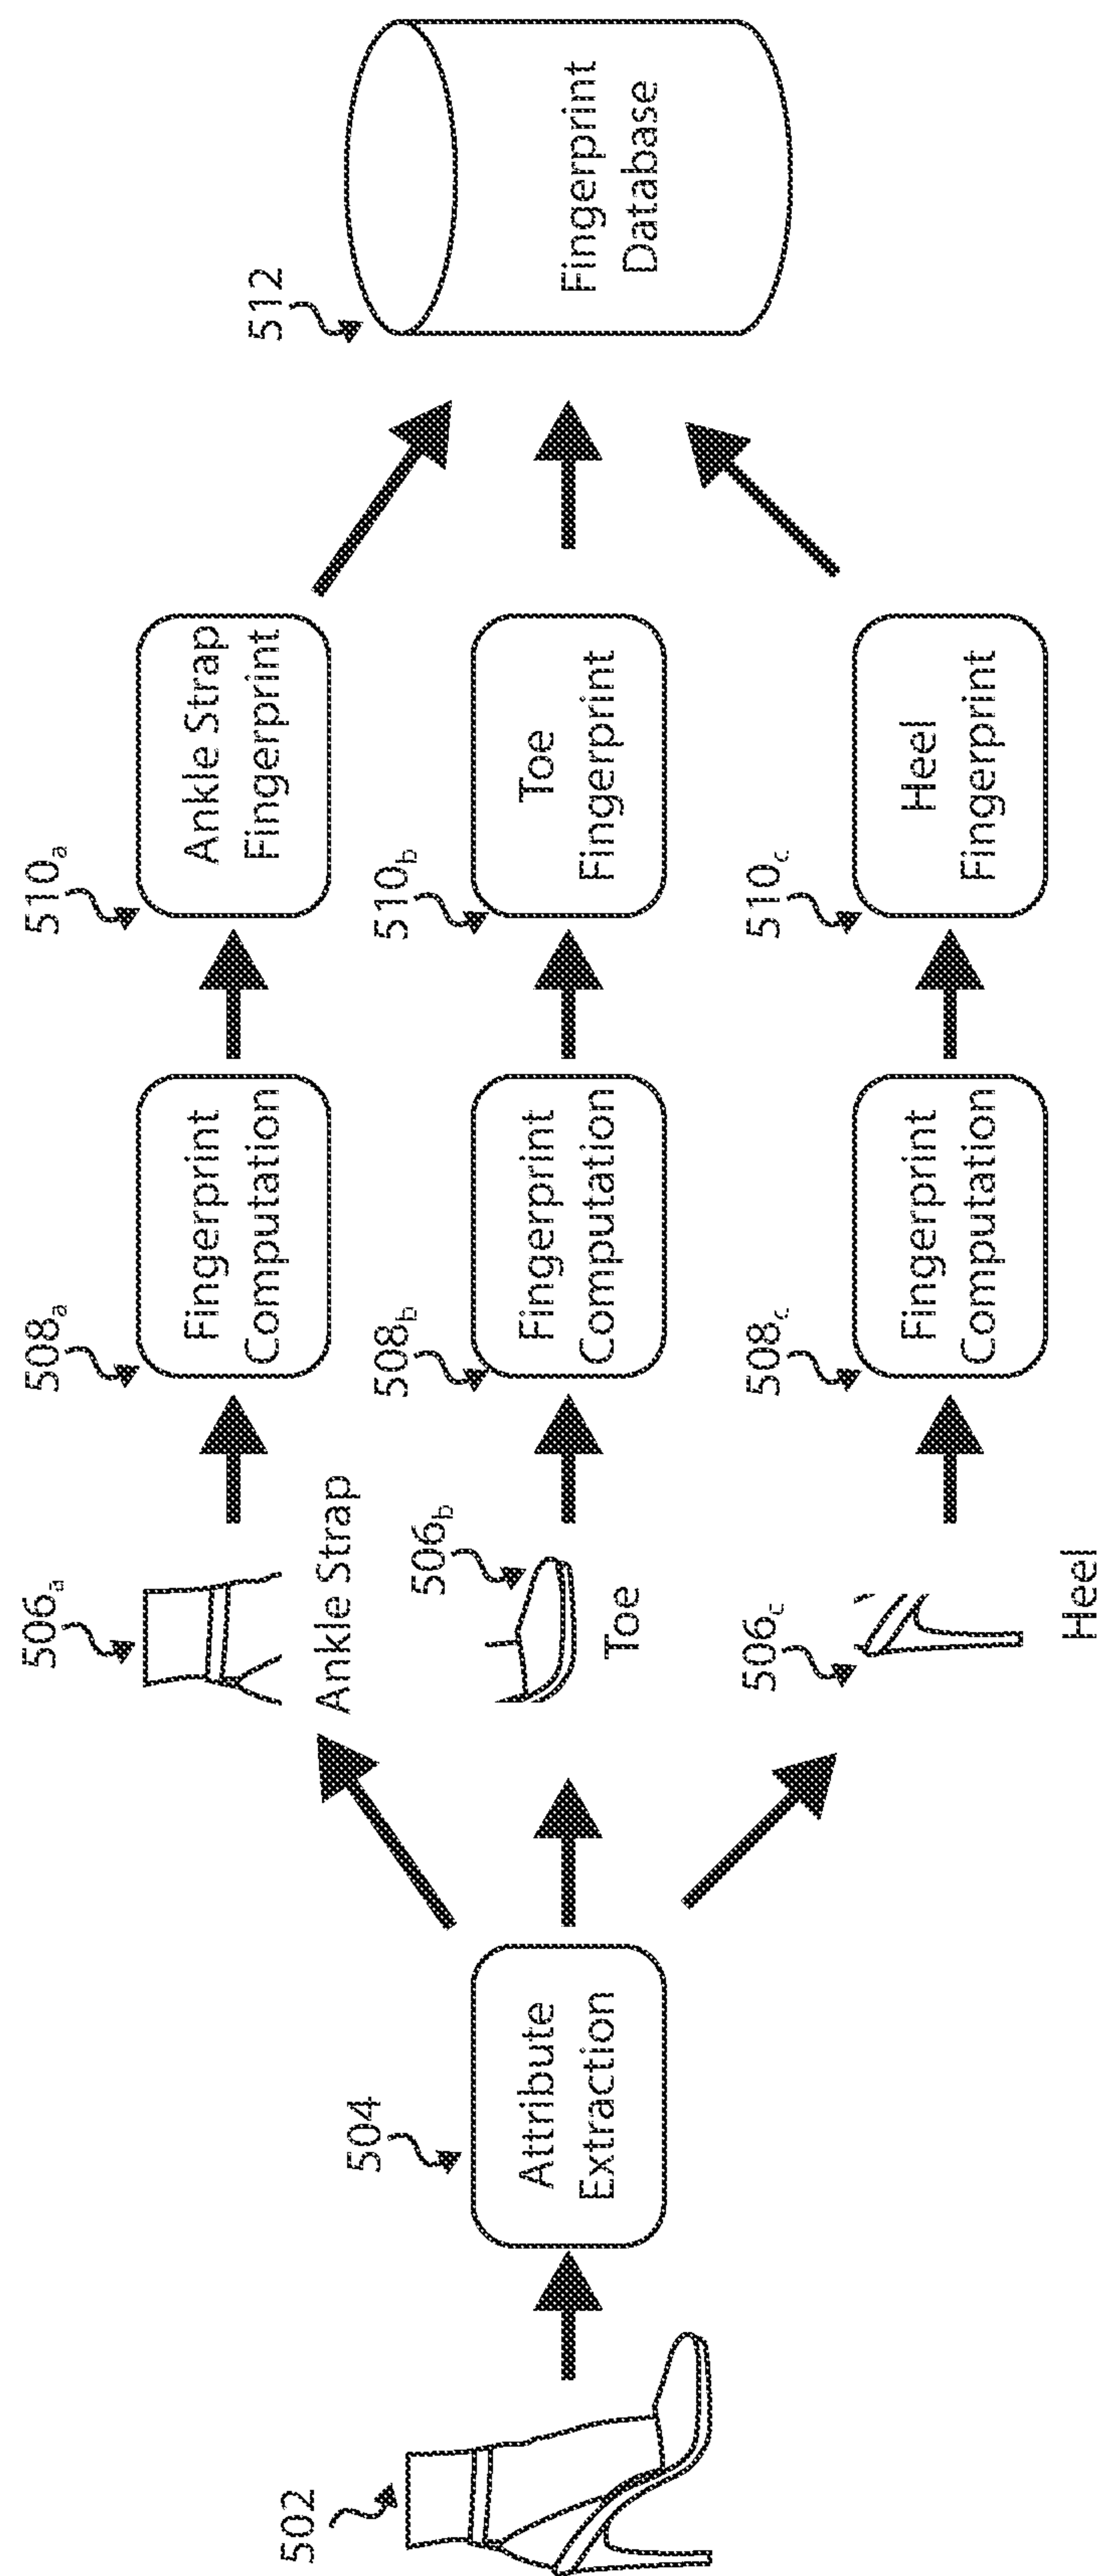 502
504
Attribute
Extraction
506a
Ankle Strap
506b
Toe
506c
Heel
508a
Fingerprint
Computation
508b
Fingerprint
Computation
508c
Fingerprint
Computation
510a
Ankle Strap
Fingerprint
510b
Toe
Fingerprint
510c
Heel
Fingerprint
512
Fingerprint
Database